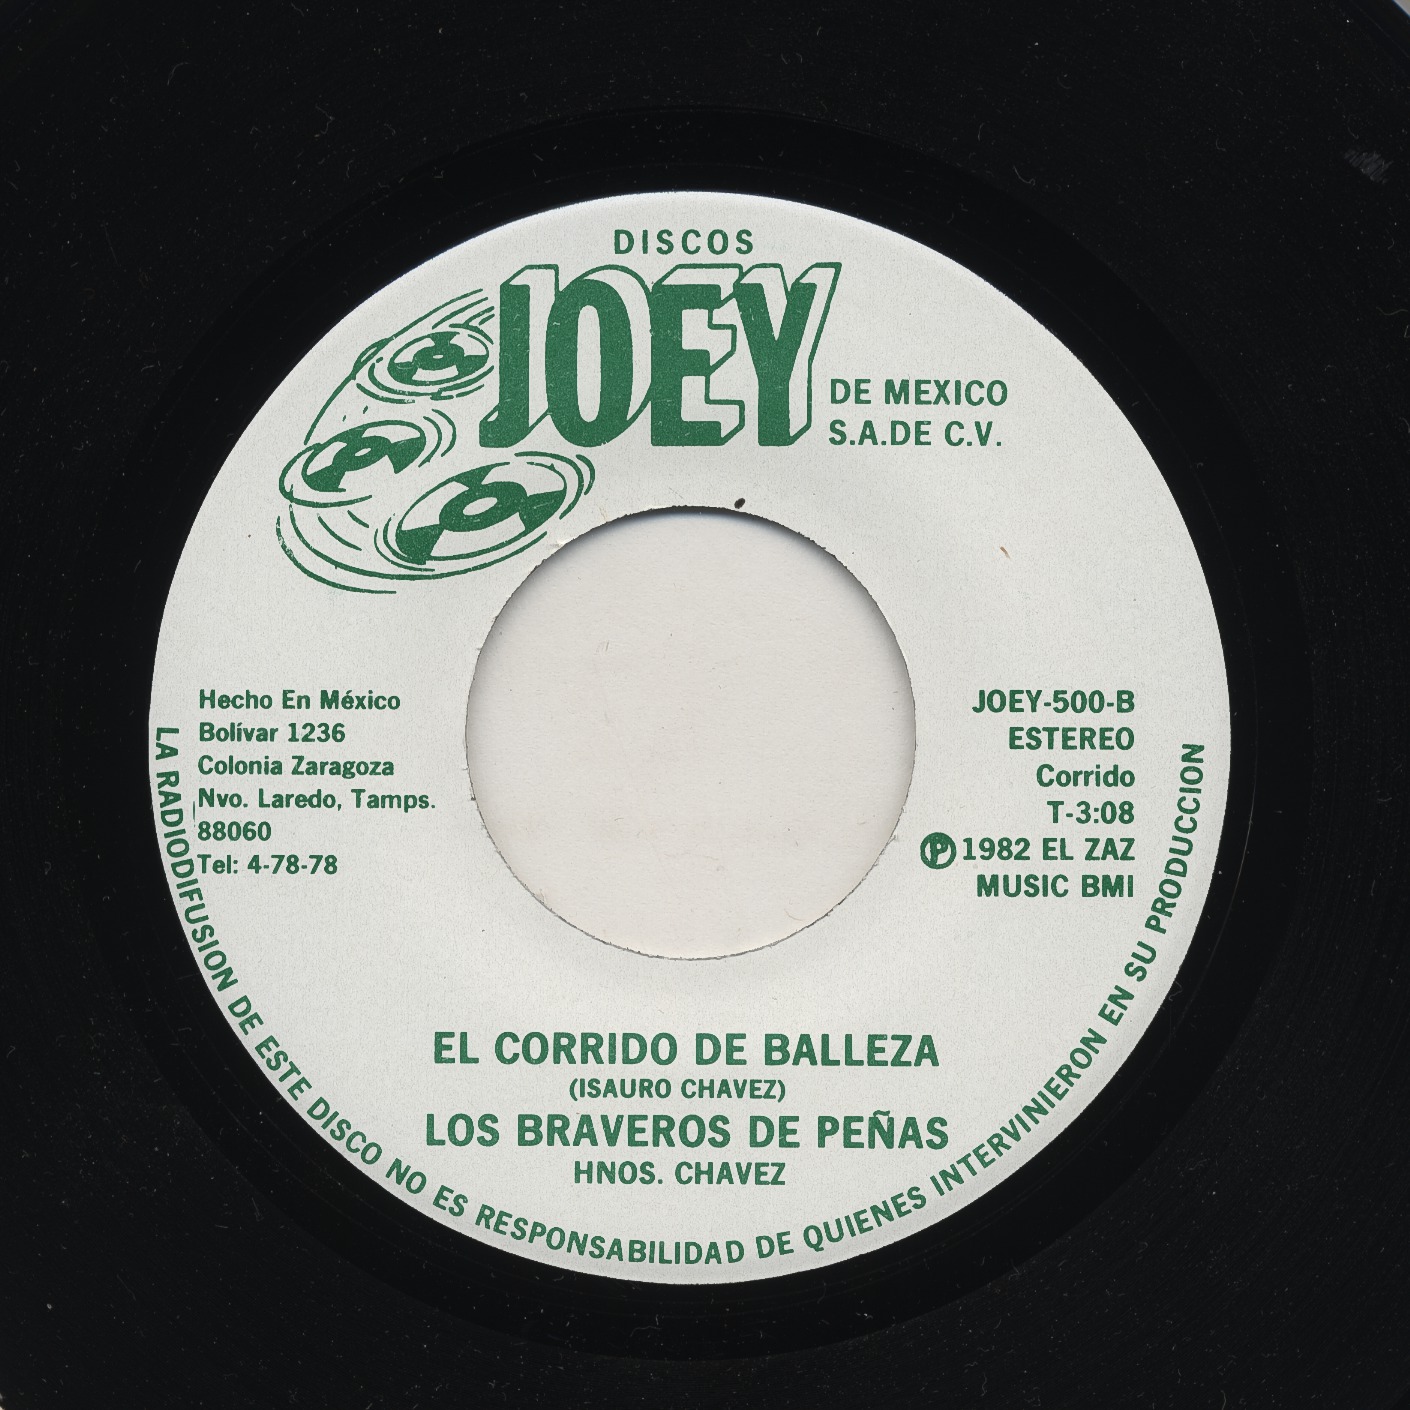 DISCOS
JOEY
DE MEXICO
S.A.DE C.V.
Hecho En México
Bolívar 1236
Colonia Zaragoza
Nvo. Laredo, Tamps.
88060
Tel: 4-78-78
JOEY-500-B
ESTEREO
Corrido
T-3:08
Ⓟ 1982 EL ZAZ
MUSIC BMI
EL CORRIDO DE BALLEZA
(ISAURO CHAVEZ)
LOS BRAVEROS DE PEÑAS
HNOS. CHAVEZ
LA RADIODIFUSION DE ESTE DISCO NO ES RESPONSABILIDAD DE QUIENES INTERVINIERON EN SU PRODUCCION